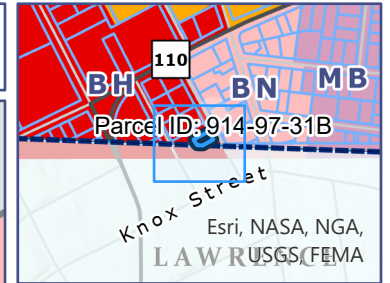 110
BH
BN
MB
Parcel ID: 914-97-31B
Knox Street
Esri, NASA, NGA,
LAWRENCE
USGS, FEMA